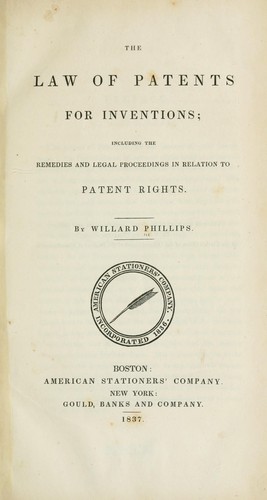 THE
LAW OF PATENTS
FOR INVENTIONS;
INCLUDING THE
REMEDIES AND LEGAL PROCEEDINGS IN RELATION TO
PATENT RIGHTS.
BY WILLARD PHILLIPS.
AMERICAN STATIONERS' COMPANY.
INCORPORATED 1836.
BOSTON:
AMERICAN STATIONERS' COMPANY.
NEW YORK:
GOULD, BANKS AND COMPANY.
1837.